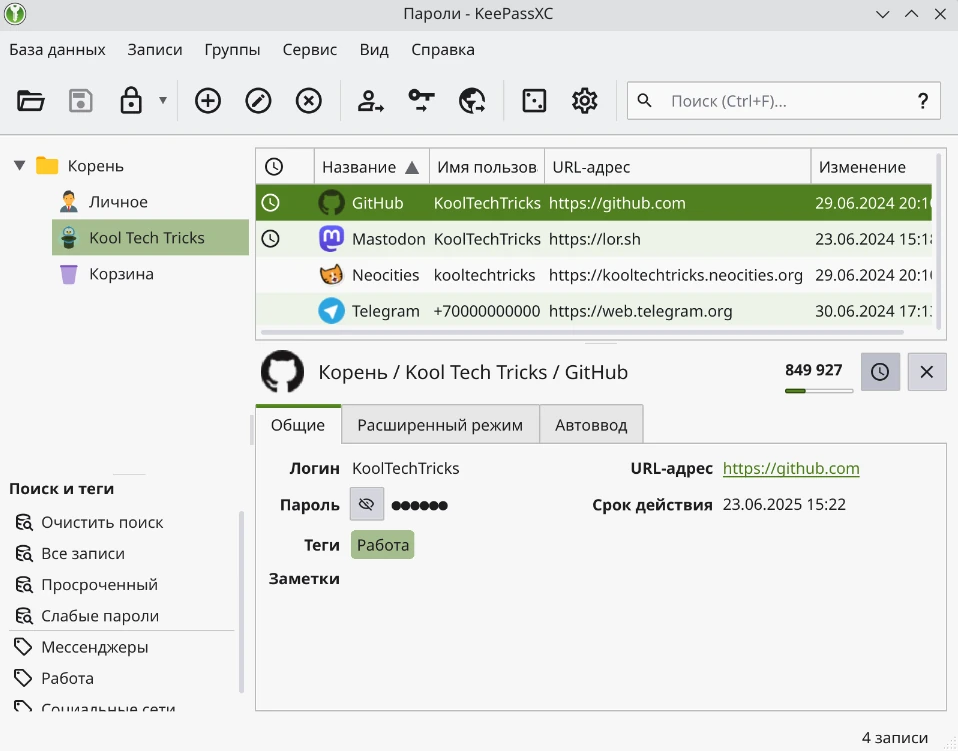 Пароли - KeePassXC
База данных Записи Группы Сервис Вид Справка
Поиск (Ctrl+F)... ?
Корень
Личное
Kool Tech Tricks
Корзина
Название Имя пользов URL-адрес Изменение
GitHub KoolTechTricks https://github.com 29.06.2024 20:1
Mastodon KoolTechTricks https://lor.sh 23.06.2024 15:1
Neocities kooltechtricks https://kooltechtricks.neocities.org 29.06.2024 20:1
Telegram +70000000000 https://web.telegram.org 30.06.2024 17:1
Корень / Kool Tech Tricks / GitHub
849 927
Общие Расширенный режим Автоввод
Логин KoolTechTricks
URL-адрес https://github.com
Пароль ●●●●●●
Срок действия 23.06.2025 15:22
Теги Работа
Заметки
Поиск и теги
Очистить поиск
Все записи
Просроченный
Слабые пароли
Мессенджеры
Работа
Социальные сети
4 записи